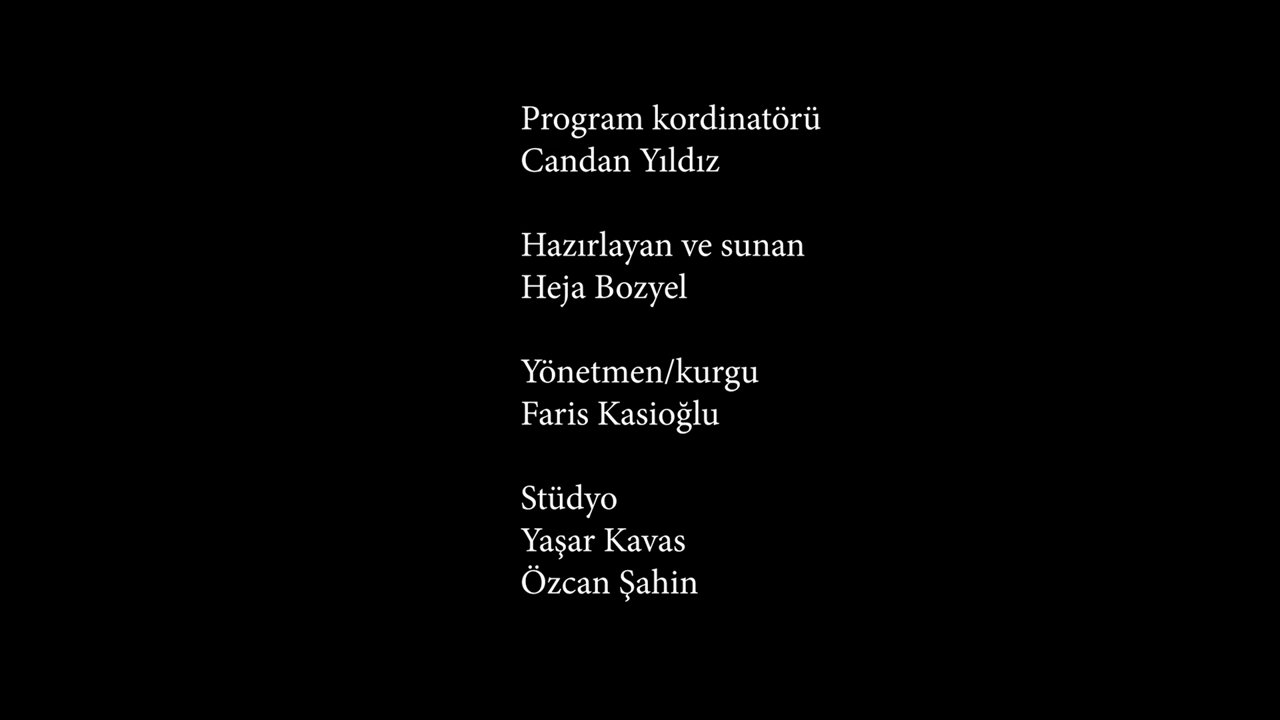 Program kordinatörü
Candan Yıldız
Hazırlayan ve sunan
Heja Bozyel
Yönetmen/kurgu
Faris Kasioğlu
Stüdyo
Yaşar Kavas
Özcan Şahin